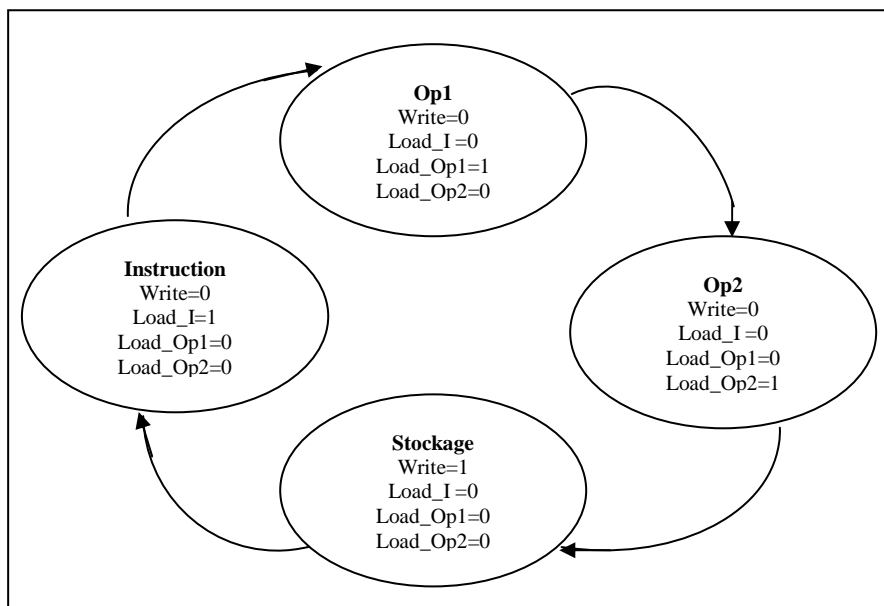 Op1
Write=0
Load_I =0
Load_Op1=1
Load_Op2=0
Instruction
Write=0
Load_I=1
Load_Op1=0
Load_Op2=0
Op2
Write=0
Load_I =0
Load_Op1=0
Load_Op2=1
Stockage
Write=1
Load_I =0
Load_Op1=0
Load_Op2=0